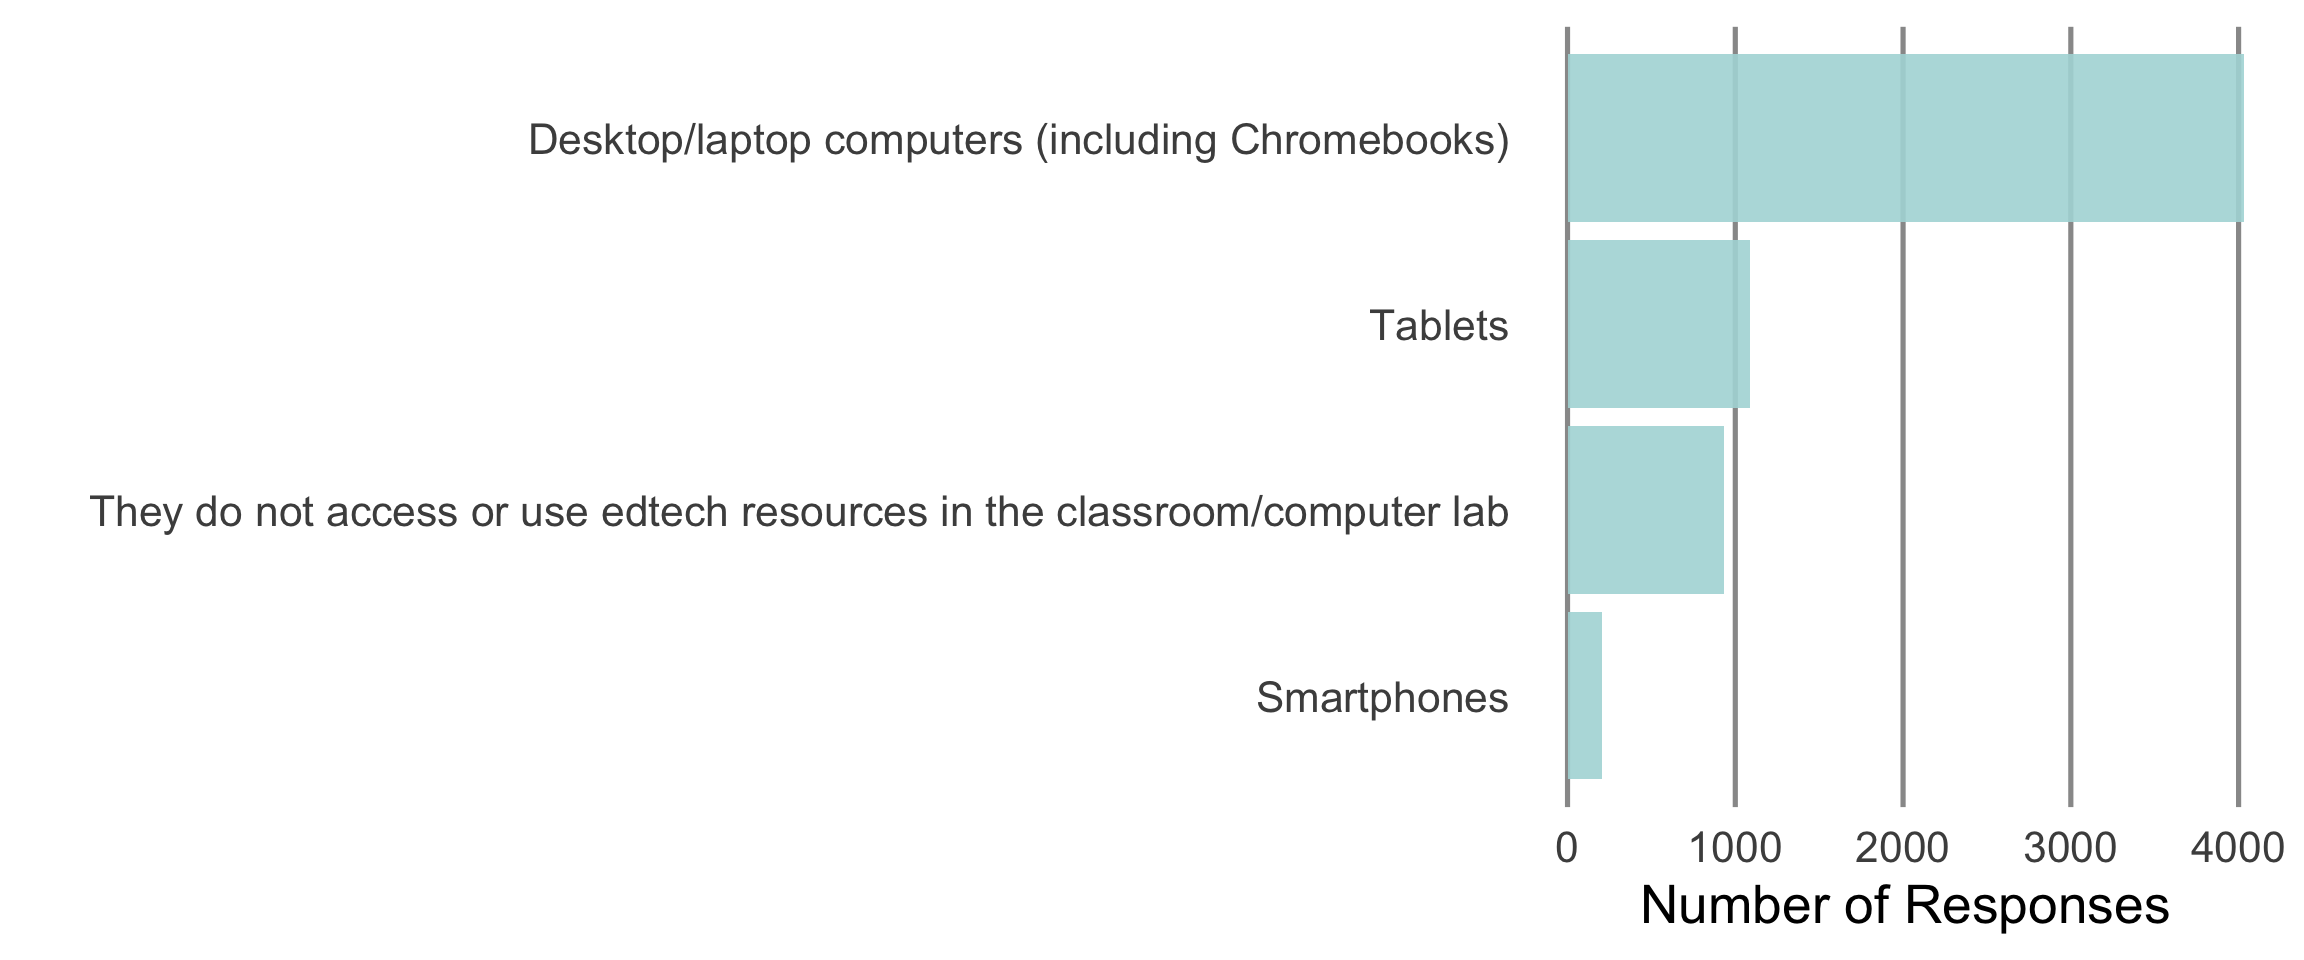 Desktop/laptop computers (including Chromebooks)
Tablets
They do not access or use edtech resources in the classroom/computer lab
Smartphones
0 1000 2000 3000 4000
Number of Responses